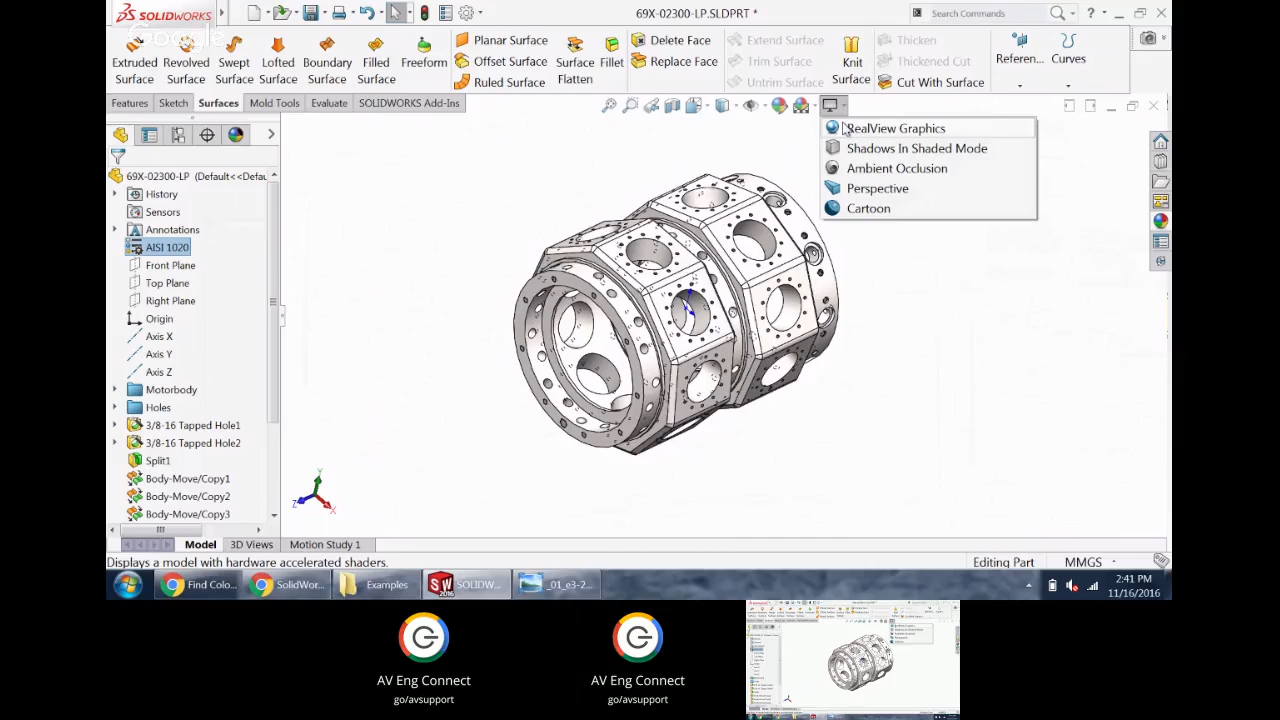 SOLIDWORKS
Google
69X-02300-LP.SLDPRT *
Search Commands
?
Extruded Surface
Revolved Surface
Swept Surface
Lofted Surface
Boundary Surface
Filled Surface
Freeform
Planar Surface
Offset Surface
Ruled Surface
Surface Flatten
Fillet
Delete Face
Replace Face
Extend Surface
Trim Surface
Untrim Surface
Knit Surface
Thicken
Thickened Cut
Cut With Surface
Referen...
Curves
Features
Sketch
Surfaces
Mold Tools
Evaluate
SOLIDWORKS Add-Ins
RealView Graphics
Shadows In Shaded Mode
Ambient Occlusion
Perspective
Cartoon
69X-02300-LP (Default<<Defau
History
Sensors
Annotations
AISI 1020
Front Plane
Top Plane
Right Plane
Origin
Axis X
Axis Y
Axis Z
Motorbody
Holes
3/8-16 Tapped Hole1
3/8-16 Tapped Hole2
Split1
Body-Move/Copy1
Body-Move/Copy2
Body-Move/Copy3
Y
Z
X
Model
3D Views
Motion Study 1
Displays a model with hardware accelerated shaders.
Editing Part
MMGS
Find Colo...
SolidWor...
Examples
SW
2016
SOLIDW...
_01_e3-2...
2:41 PM
11/16/2016
G
G
AV Eng Connect
go/avsupport
AV Eng Connect
go/avsupport